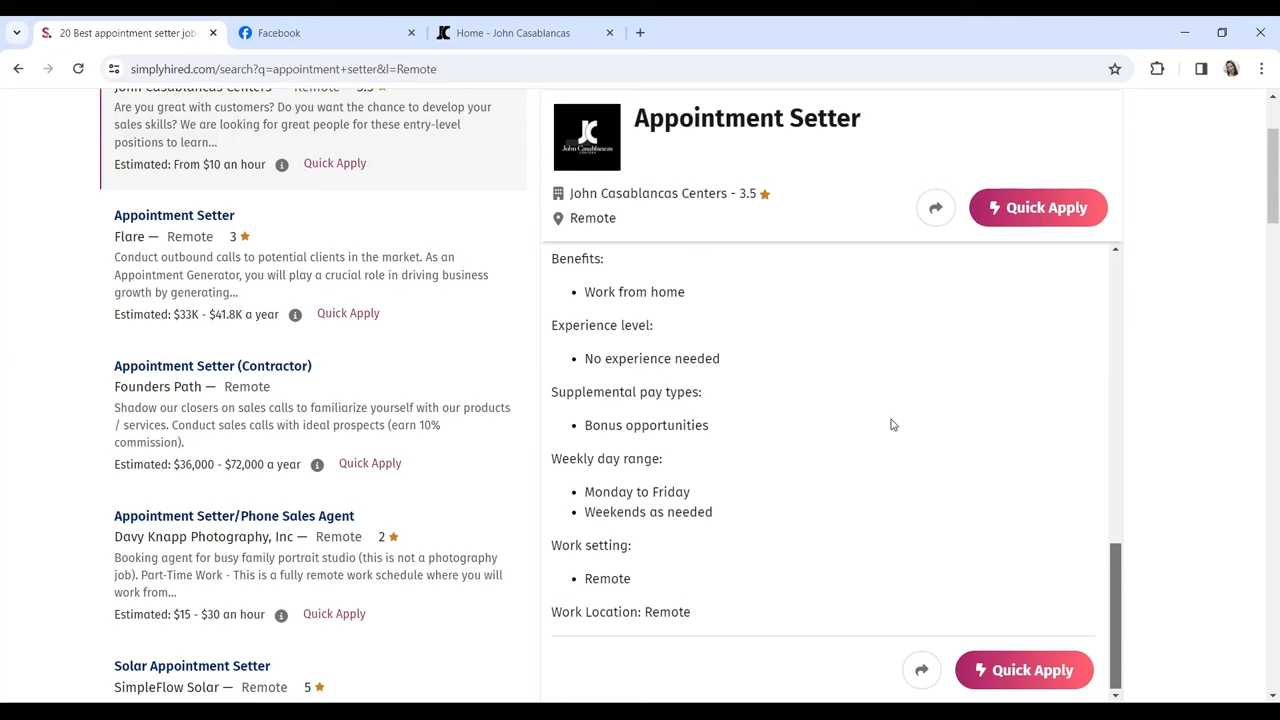 20 Best appointment setter job
Facebook
Home - John Casablancas
simplyhired.com/search?q=appointment+setter&l=Remote
John Casablancas Centers — Remote 3.5
Are you great with customers? Do you want the chance to develop your
sales skills? We are looking for great people for these entry-level
positions to learn…
Estimated: From $10 an hour Quick Apply
Appointment Setter
Flare — Remote 3
Conduct outbound calls to potential clients in the market. As an
Appointment Generator, you will play a crucial role in driving business
growth by generating…
Estimated: $33K - $41.8K a year Quick Apply
Appointment Setter (Contractor)
Founders Path — Remote
Shadow our closers on sales calls to familiarize yourself with our products
/ services. Conduct sales calls with ideal prospects (earn 10%
commission).
Estimated: $36,000 - $72,000 a year Quick Apply
Appointment Setter/Phone Sales Agent
Davy Knapp Photography, Inc — Remote 2
Booking agent for busy family portrait studio (this is not a photography
job). Part-Time Work - This is a fully remote work schedule where you will
work from…
Estimated: $15 - $30 an hour Quick Apply
Solar Appointment Setter
SimpleFlow Solar — Remote 5
JC
John Casablancas
CENTERS
Appointment Setter
John Casablancas Centers - 3.5
Remote
Quick Apply
Benefits:
• Work from home
Experience level:
• No experience needed
Supplemental pay types:
• Bonus opportunities
Weekly day range:
• Monday to Friday
• Weekends as needed
Work setting:
• Remote
Work Location: Remote
Quick Apply